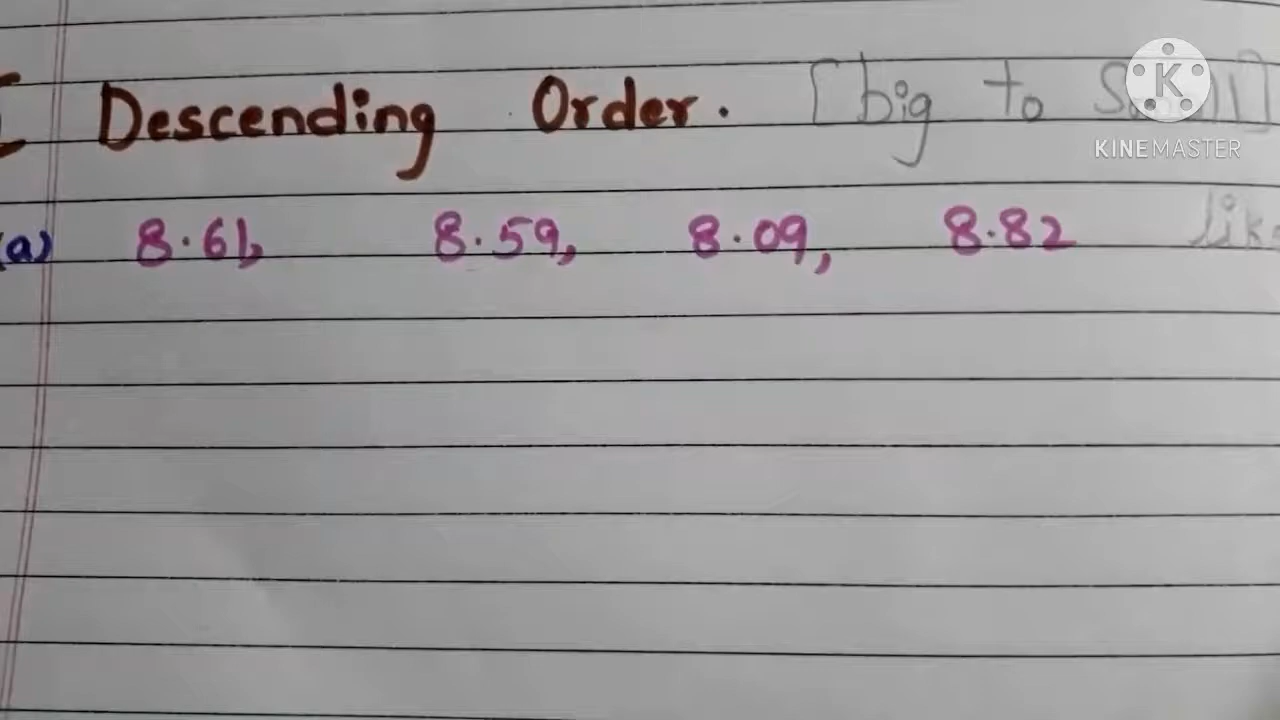 Descending Order. [big to
KINEMASTER
(a) 8.61, 8.59, 8.09, 8.82